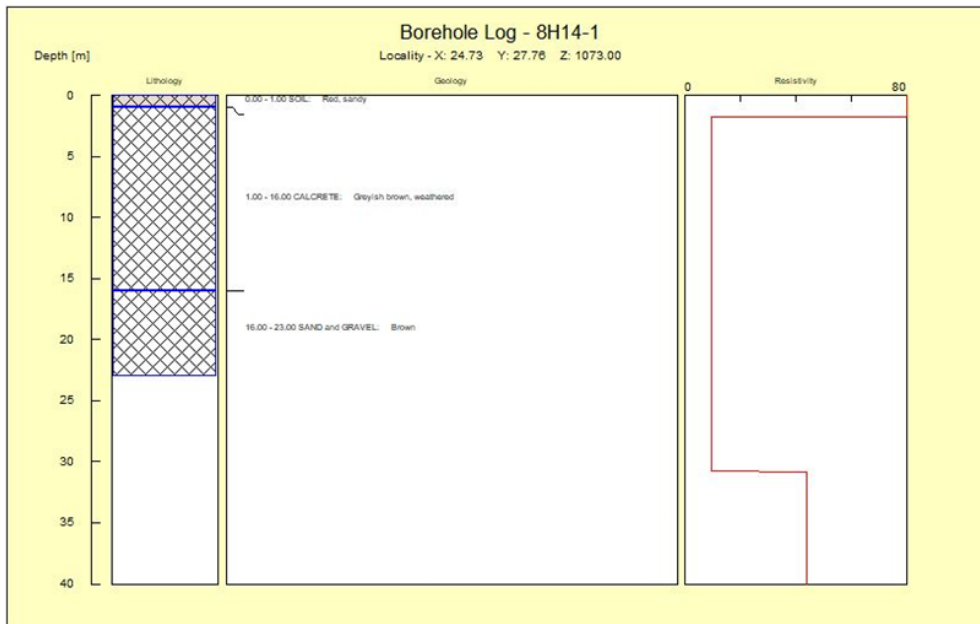 Borehole Log - 8H14-1
Depth [m]
Locality - X: 24.73 Y: 27.76 Z: 1073.00
Lithology
Geology
Resistivity
0
80
0
5
10
15
20
25
30
35
40
0.00 - 1.00 SOIL: Red, sandy
1.00 - 16.00 CALCRETE: Greyish brown, weathered
16.00 - 23.00 SAND and GRAVEL: Brown